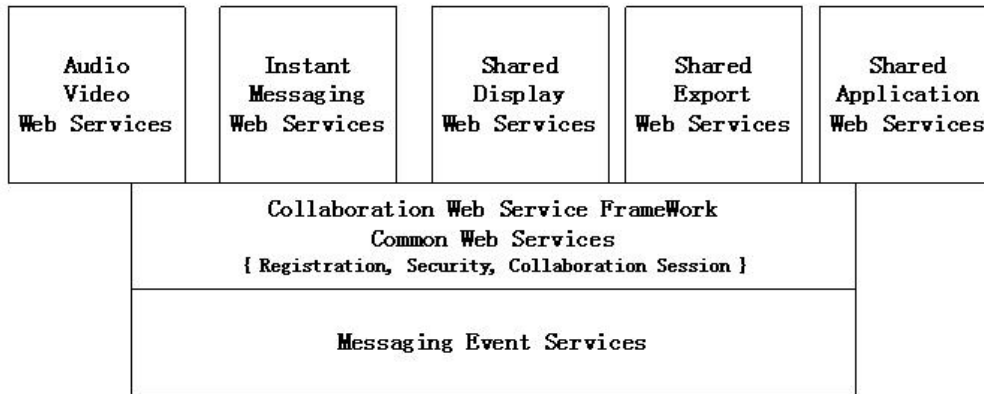 Audio
Video
Web Services
Instant
Messaging
Web Services
Shared
Display
Web Services
Shared
Export
Web Services
Shared
Application
Web Services
Collaboration Web Service FrameWork
Common Web Services
{ Registration, Security, Collaboration Session }
Messaging Event Services